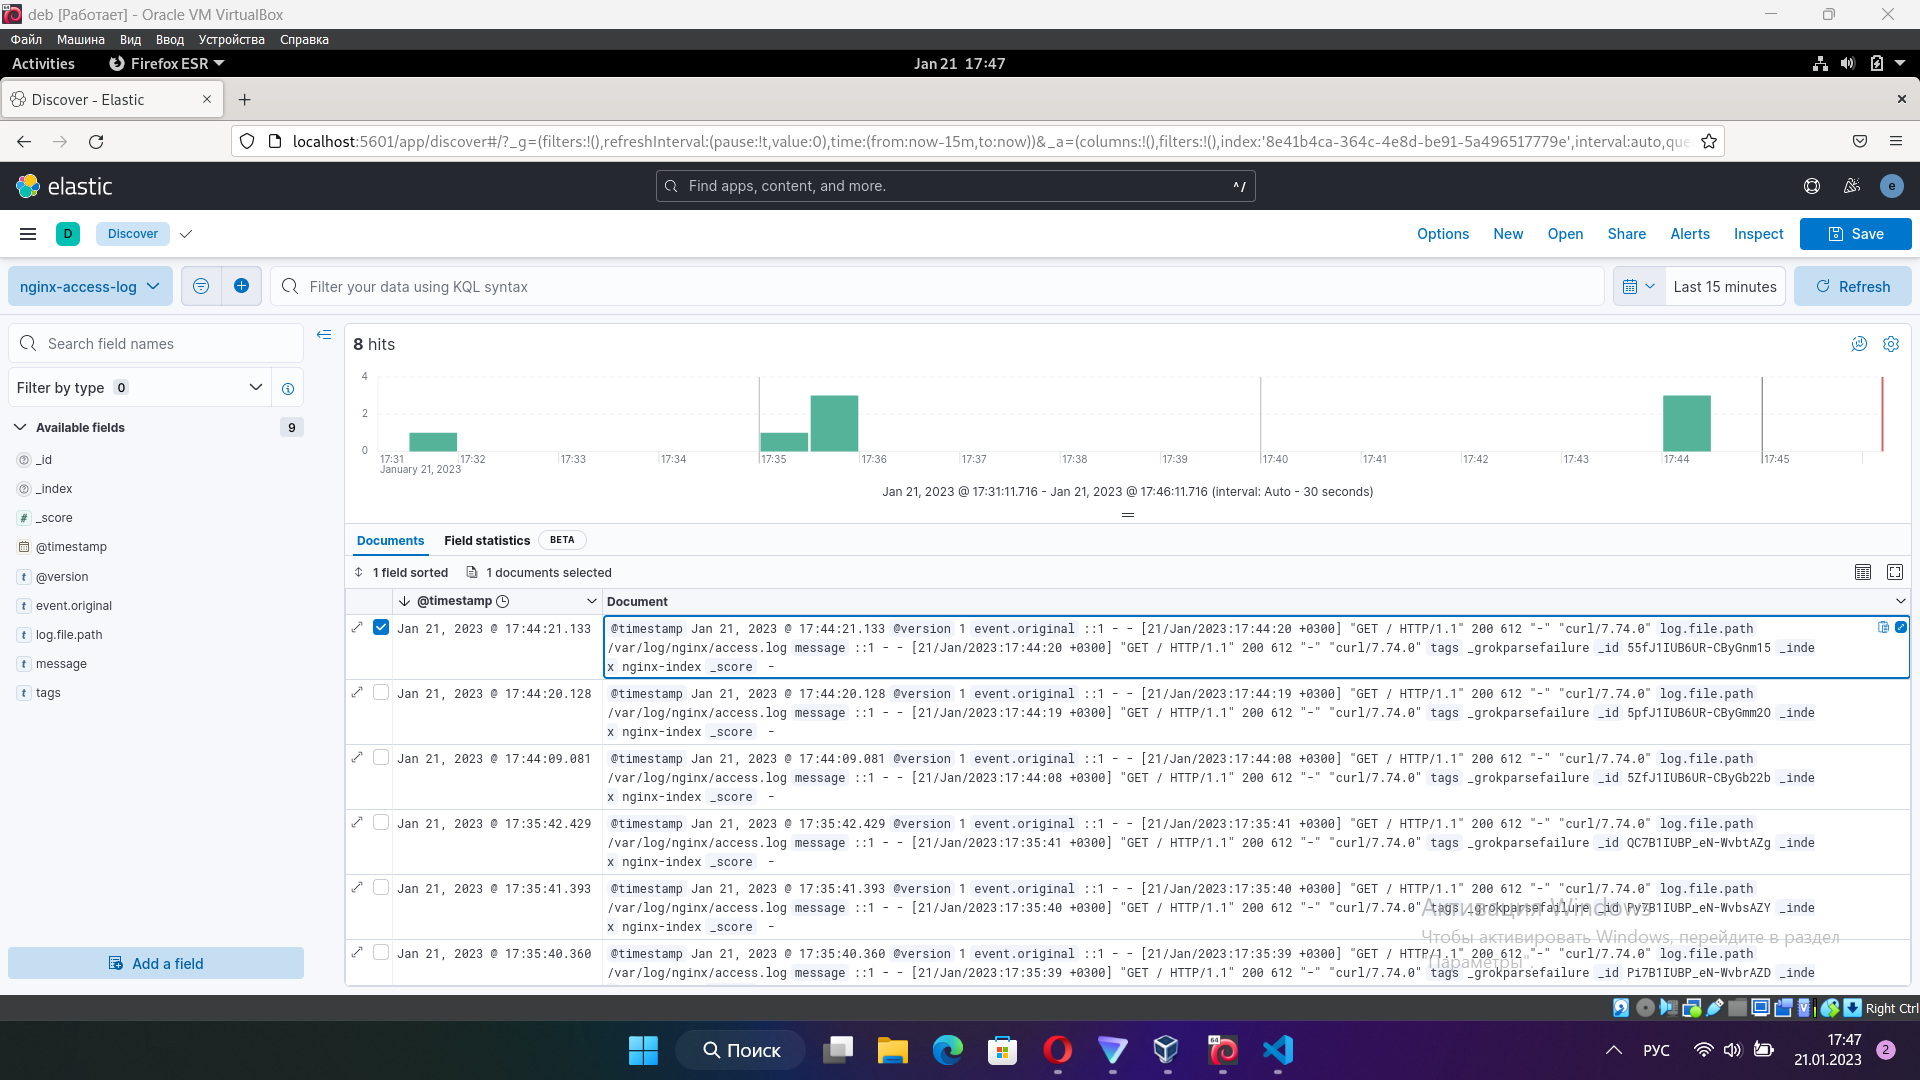 deb [Работает] - Oracle VM VirtualBox
Файл Машина Вид Ввод Устройства Справка
Activities Firefox ESR Jan 21 17:47
Discover - Elastic
localhost:5601/app/discover#/?_g=(filters:!(),refreshInterval:(pause:!t,value:0),time:(from:now-15m,to:now))&_a=(columns:!(),filters:!(),index:'8e41b4ca-364c-4e8d-be91-5a496517779e',interval:auto,que
elastic Find apps, content, and more. ^/ e
D Discover Options New Open Share Alerts Inspect Save
nginx-access-log Filter your data using KQL syntax Last 15 minutes Refresh
Search field names
Filter by type 0
Available fields 9
_id
_index
# _score
@timestamp
t @version
t event.original
t log.file.path
t message
t tags
Add a field
8 hits
4
2
0
17:31 17:32 17:33 17:34 17:35 17:36 17:37 17:38 17:39 17:40 17:41 17:42 17:43 17:44 17:45
January 21, 2023
Jan 21, 2023 @ 17:31:11.716 - Jan 21, 2023 @ 17:46:11.716 (interval: Auto - 30 seconds)
Documents Field statistics BETA
1 field sorted 1 documents selected
@timestamp Document
Jan 21, 2023 @ 17:44:21.133 @timestamp Jan 21, 2023 @ 17:44:21.133 @version 1 event.original ::1 - - [21/Jan/2023:17:44:20 +0300] "GET / HTTP/1.1" 200 612 "-" "curl/7.74.0" log.file.path
/var/log/nginx/access.log message ::1 - - [21/Jan/2023:17:44:20 +0300] "GET / HTTP/1.1" 200 612 "-" "curl/7.74.0" tags _grokparsefailure _id 55fJ1IUB6UR-CByGnm15 _inde
x nginx-index _score -
Jan 21, 2023 @ 17:44:20.128 @timestamp Jan 21, 2023 @ 17:44:20.128 @version 1 event.original ::1 - - [21/Jan/2023:17:44:19 +0300] "GET / HTTP/1.1" 200 612 "-" "curl/7.74.0" log.file.path
/var/log/nginx/access.log message ::1 - - [21/Jan/2023:17:44:19 +0300] "GET / HTTP/1.1" 200 612 "-" "curl/7.74.0" tags _grokparsefailure _id 5pfJ1IUB6UR-CByGmm2O _inde
x nginx-index _score -
Jan 21, 2023 @ 17:44:09.081 @timestamp Jan 21, 2023 @ 17:44:09.081 @version 1 event.original ::1 - - [21/Jan/2023:17:44:08 +0300] "GET / HTTP/1.1" 200 612 "-" "curl/7.74.0" log.file.path
/var/log/nginx/access.log message ::1 - - [21/Jan/2023:17:44:08 +0300] "GET / HTTP/1.1" 200 612 "-" "curl/7.74.0" tags _grokparsefailure _id 5ZfJ1IUB6UR-CByGb22b _inde
x nginx-index _score -
Jan 21, 2023 @ 17:35:42.429 @timestamp Jan 21, 2023 @ 17:35:42.429 @version 1 event.original ::1 - - [21/Jan/2023:17:35:41 +0300] "GET / HTTP/1.1" 200 612 "-" "curl/7.74.0" log.file.path
/var/log/nginx/access.log message ::1 - - [21/Jan/2023:17:35:41 +0300] "GET / HTTP/1.1" 200 612 "-" "curl/7.74.0" tags _grokparsefailure _id QC7B1IUBP_eN-WvbtAZg _inde
x nginx-index _score -
Jan 21, 2023 @ 17:35:41.393 @timestamp Jan 21, 2023 @ 17:35:41.393 @version 1 event.original ::1 - - [21/Jan/2023:17:35:40 +0300] "GET / HTTP/1.1" 200 612 "-" "curl/7.74.0" log.file.path
/var/log/nginx/access.log message ::1 - - [21/Jan/2023:17:35:40 +0300] "GET / HTTP/1.1" 200 612 "-" "curl/7.74.0" tags _grokparsefailure _id Py7B1IUBP_eN-WvbsAZY _inde
x nginx-index _score -
Jan 21, 2023 @ 17:35:40.360 @timestamp Jan 21, 2023 @ 17:35:40.360 @version 1 event.original ::1 - - [21/Jan/2023:17:35:39 +0300] "GET / HTTP/1.1" 200 612 "-" "curl/7.74.0" log.file.path
/var/log/nginx/access.log message ::1 - - [21/Jan/2023:17:35:39 +0300] "GET / HTTP/1.1" 200 612 "-" "curl/7.74.0" tags _grokparsefailure _id Pi7B1IUBP_eN-WvbrAZD _inde
Активация Windows
Чтобы активировать Windows, перейдите в раздел
"Параметры".
Right Ctrl
Поиск
РУС
17:47
21.01.2023
2